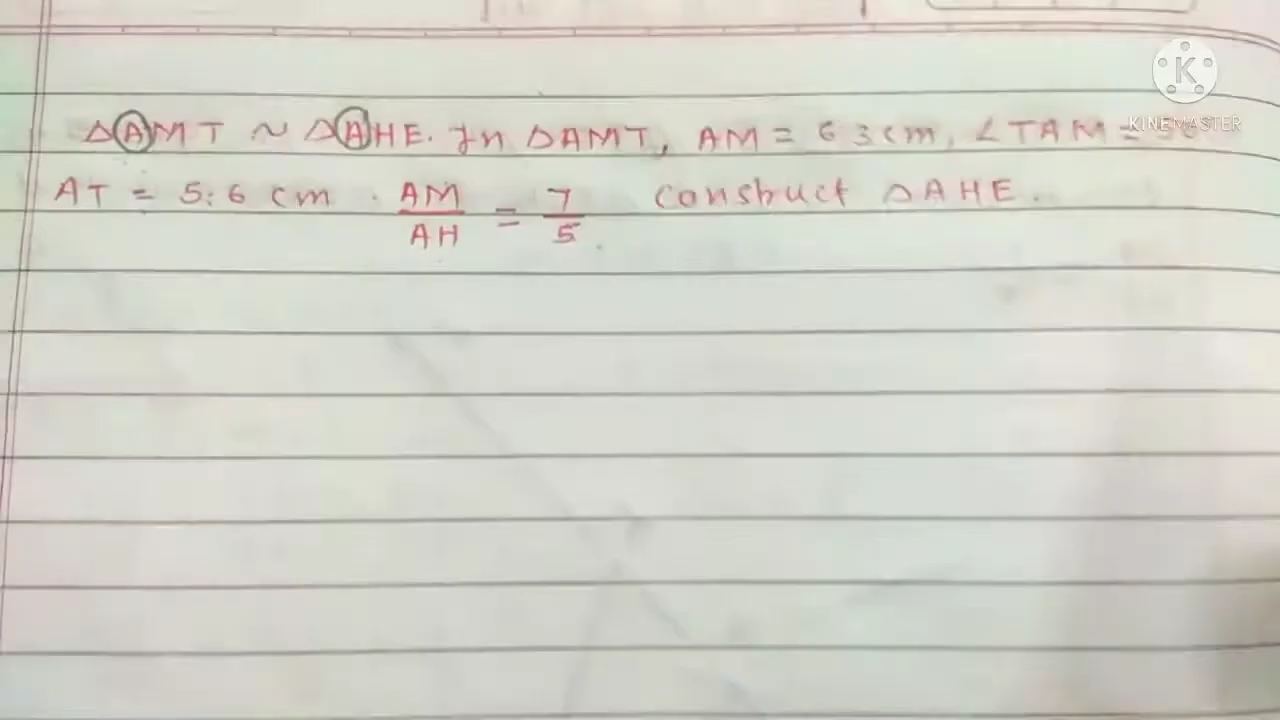 △AMT ~ △AHE. In △AMT, AM = 6 3 cm, ∠TAM =
AT = 5.6 cm. AM/AH = 7/5 construct △AHE.
K
KINEMASTER